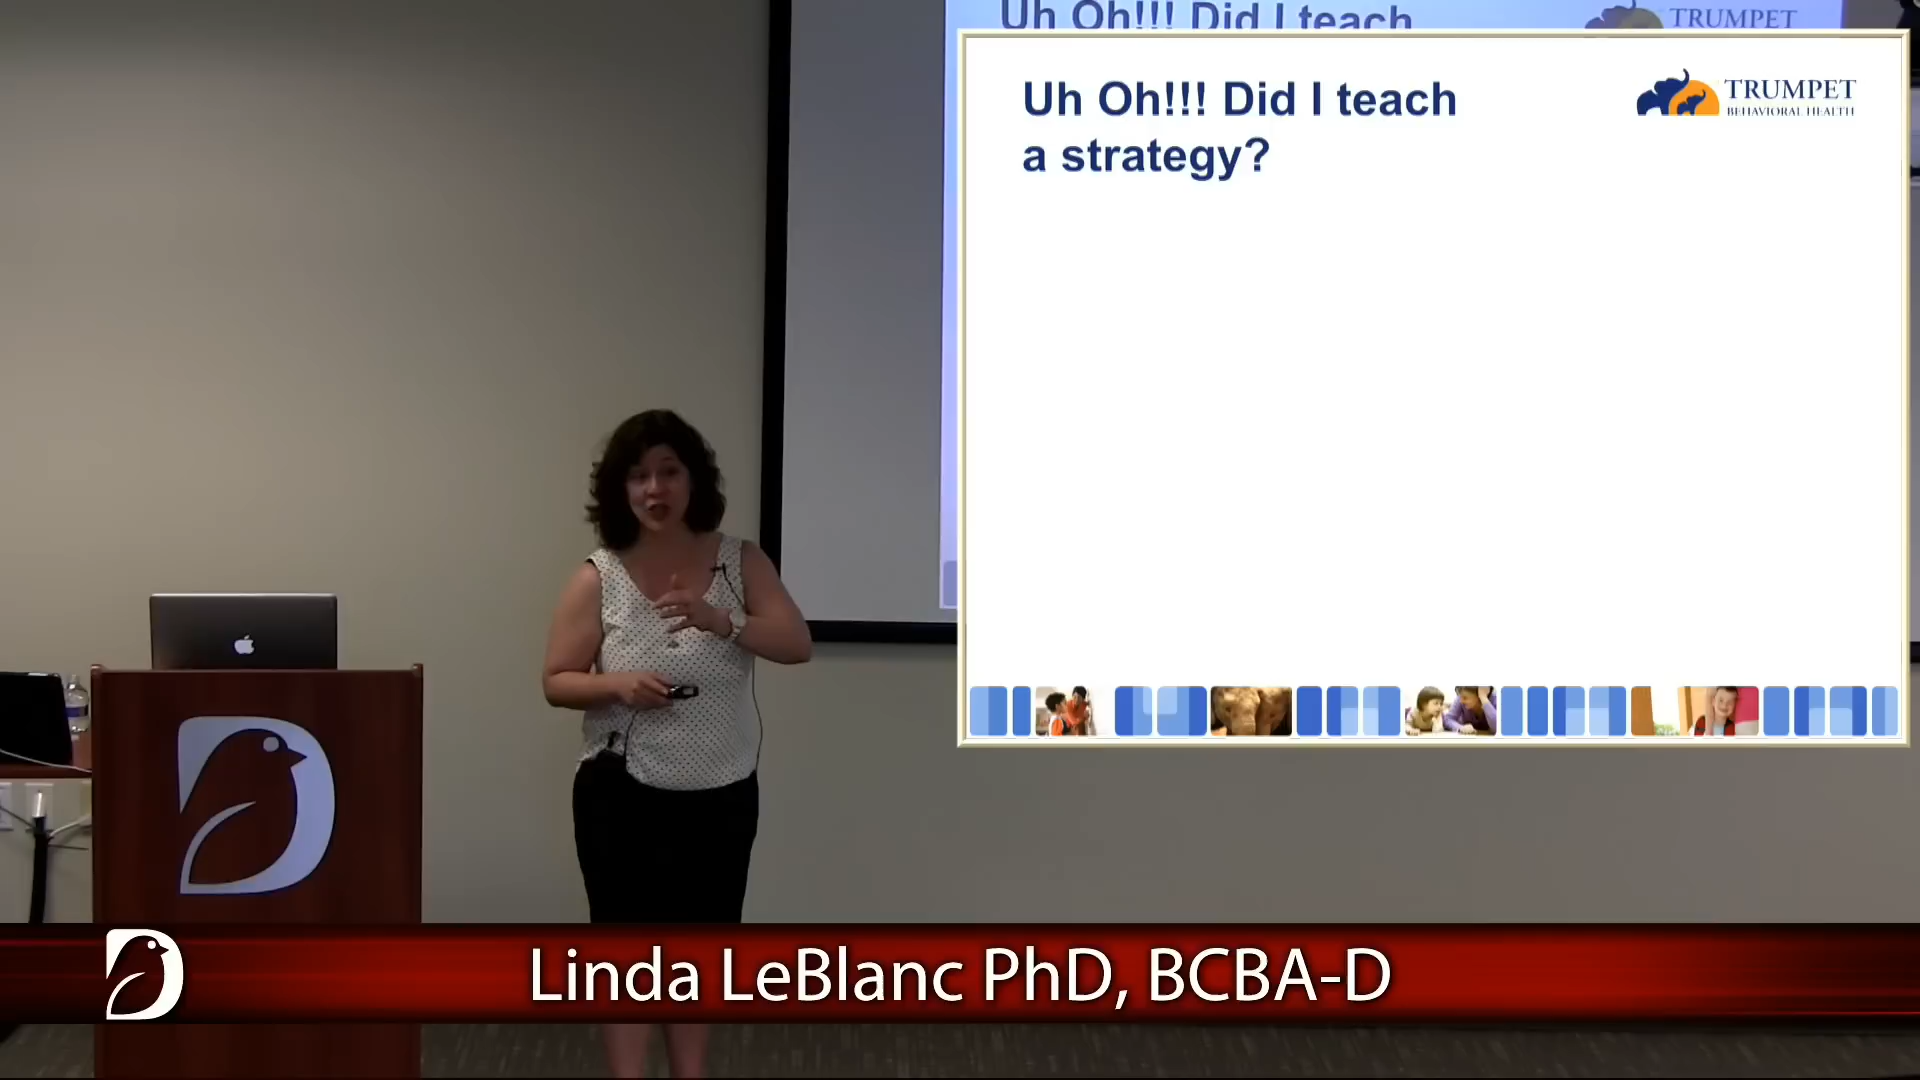 Uh Oh!!! Did I teach
TRUMPET
Uh Oh!!! Did I teach
a strategy?
TRUMPET
BEHAVIORAL HEALTH
Linda LeBlanc PhD, BCBA-D